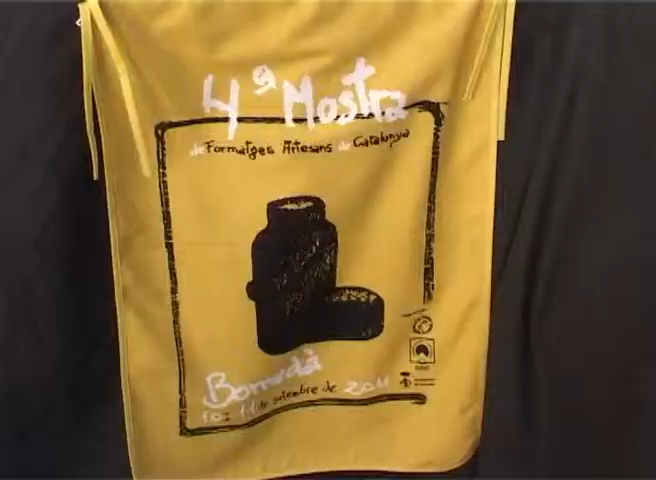 4ª Mostra
de Formatges Artesans de Catalunya
Borredà
10 i 11 de setembre de 2011